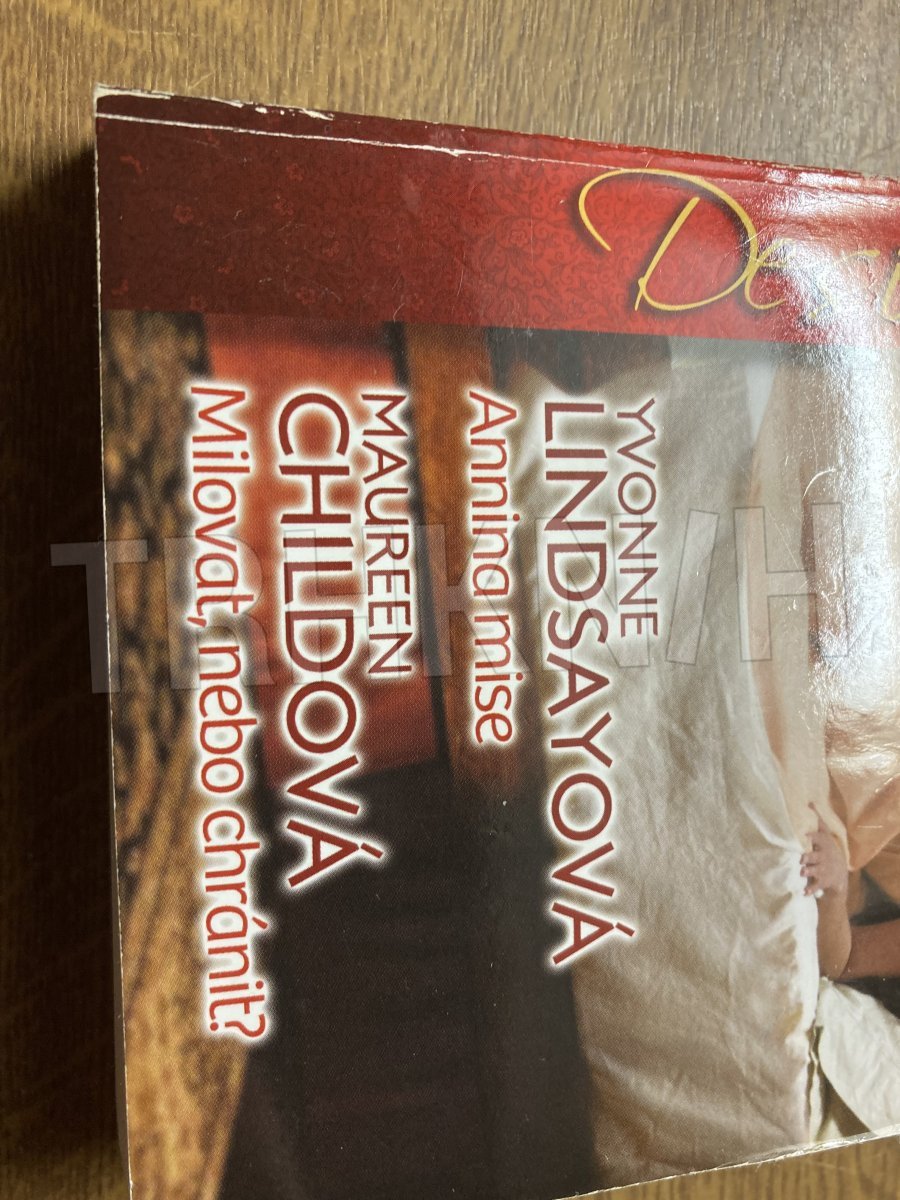 YVONNE
LINDSAYOVÁ
Annina mise
MAUREEN
CHILDOVÁ
Milovat, nebo chránit?